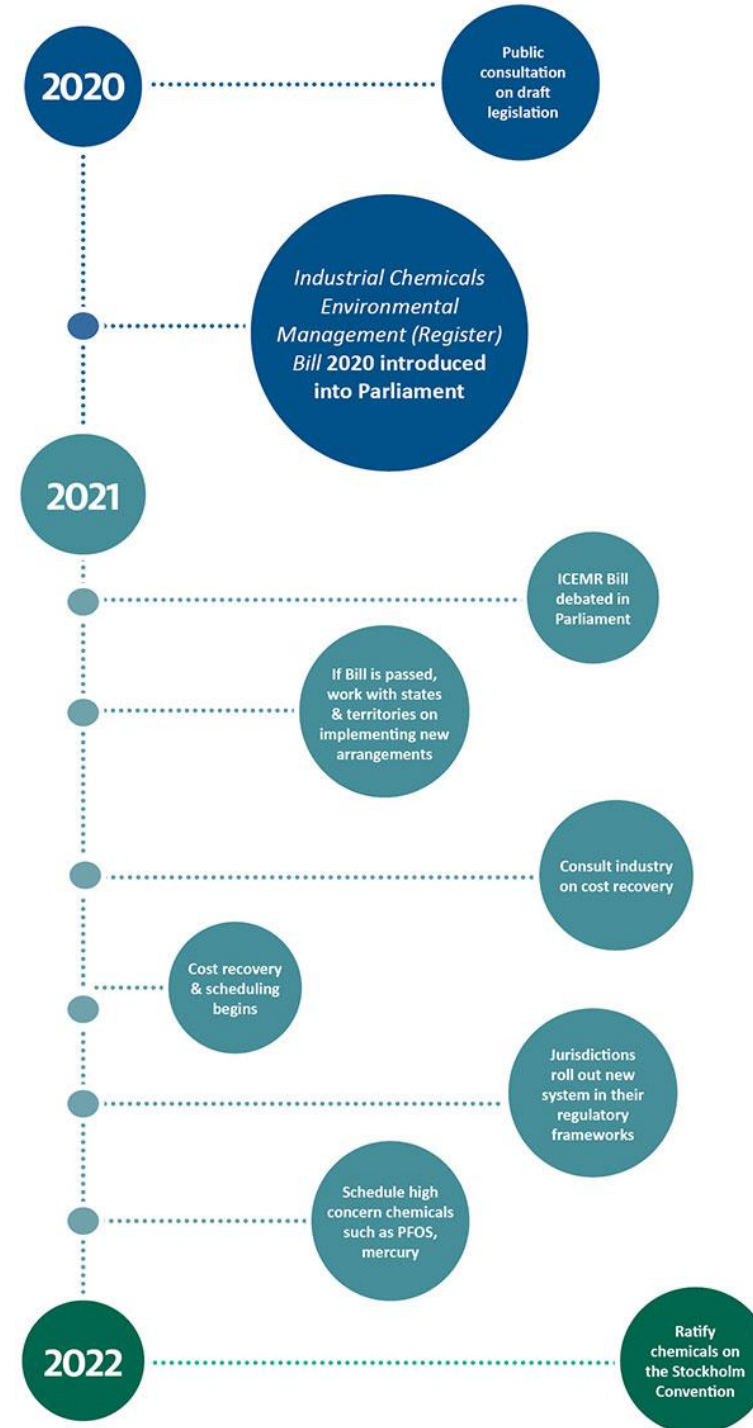 2020
Public
consultation
on draft
legislation
Industrial Chemicals
Environmental
Management (Register)
Bill 2020 introduced
into Parliament
2021
ICEMR Bill
debated in
Parliament
If Bill is passed,
work with states
& territories on
implementing new
arrangements
Consult industry
on cost recovery
Cost recovery
& scheduling
begins
Jurisdictions
roll out new
system in their
regulatory
frameworks
Schedule high
concern chemicals
such as PFOS,
mercury
2022
Ratify
chemicals on
the Stockholm
Convention